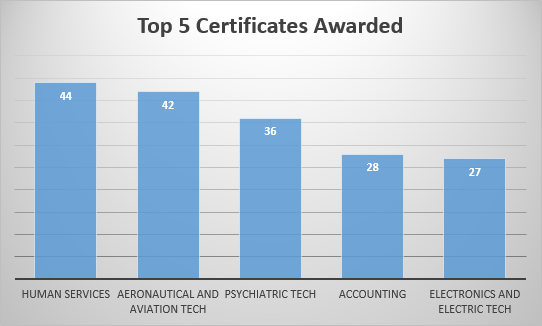 Top 5 Certificates Awarded
44
42
36
28
27
HUMAN SERVICES
AERONAUTICAL AND
AVIATION TECH
PSYCHIATRIC TECH
ACCOUNTING
ELECTRONICS AND
ELECTRIC TECH